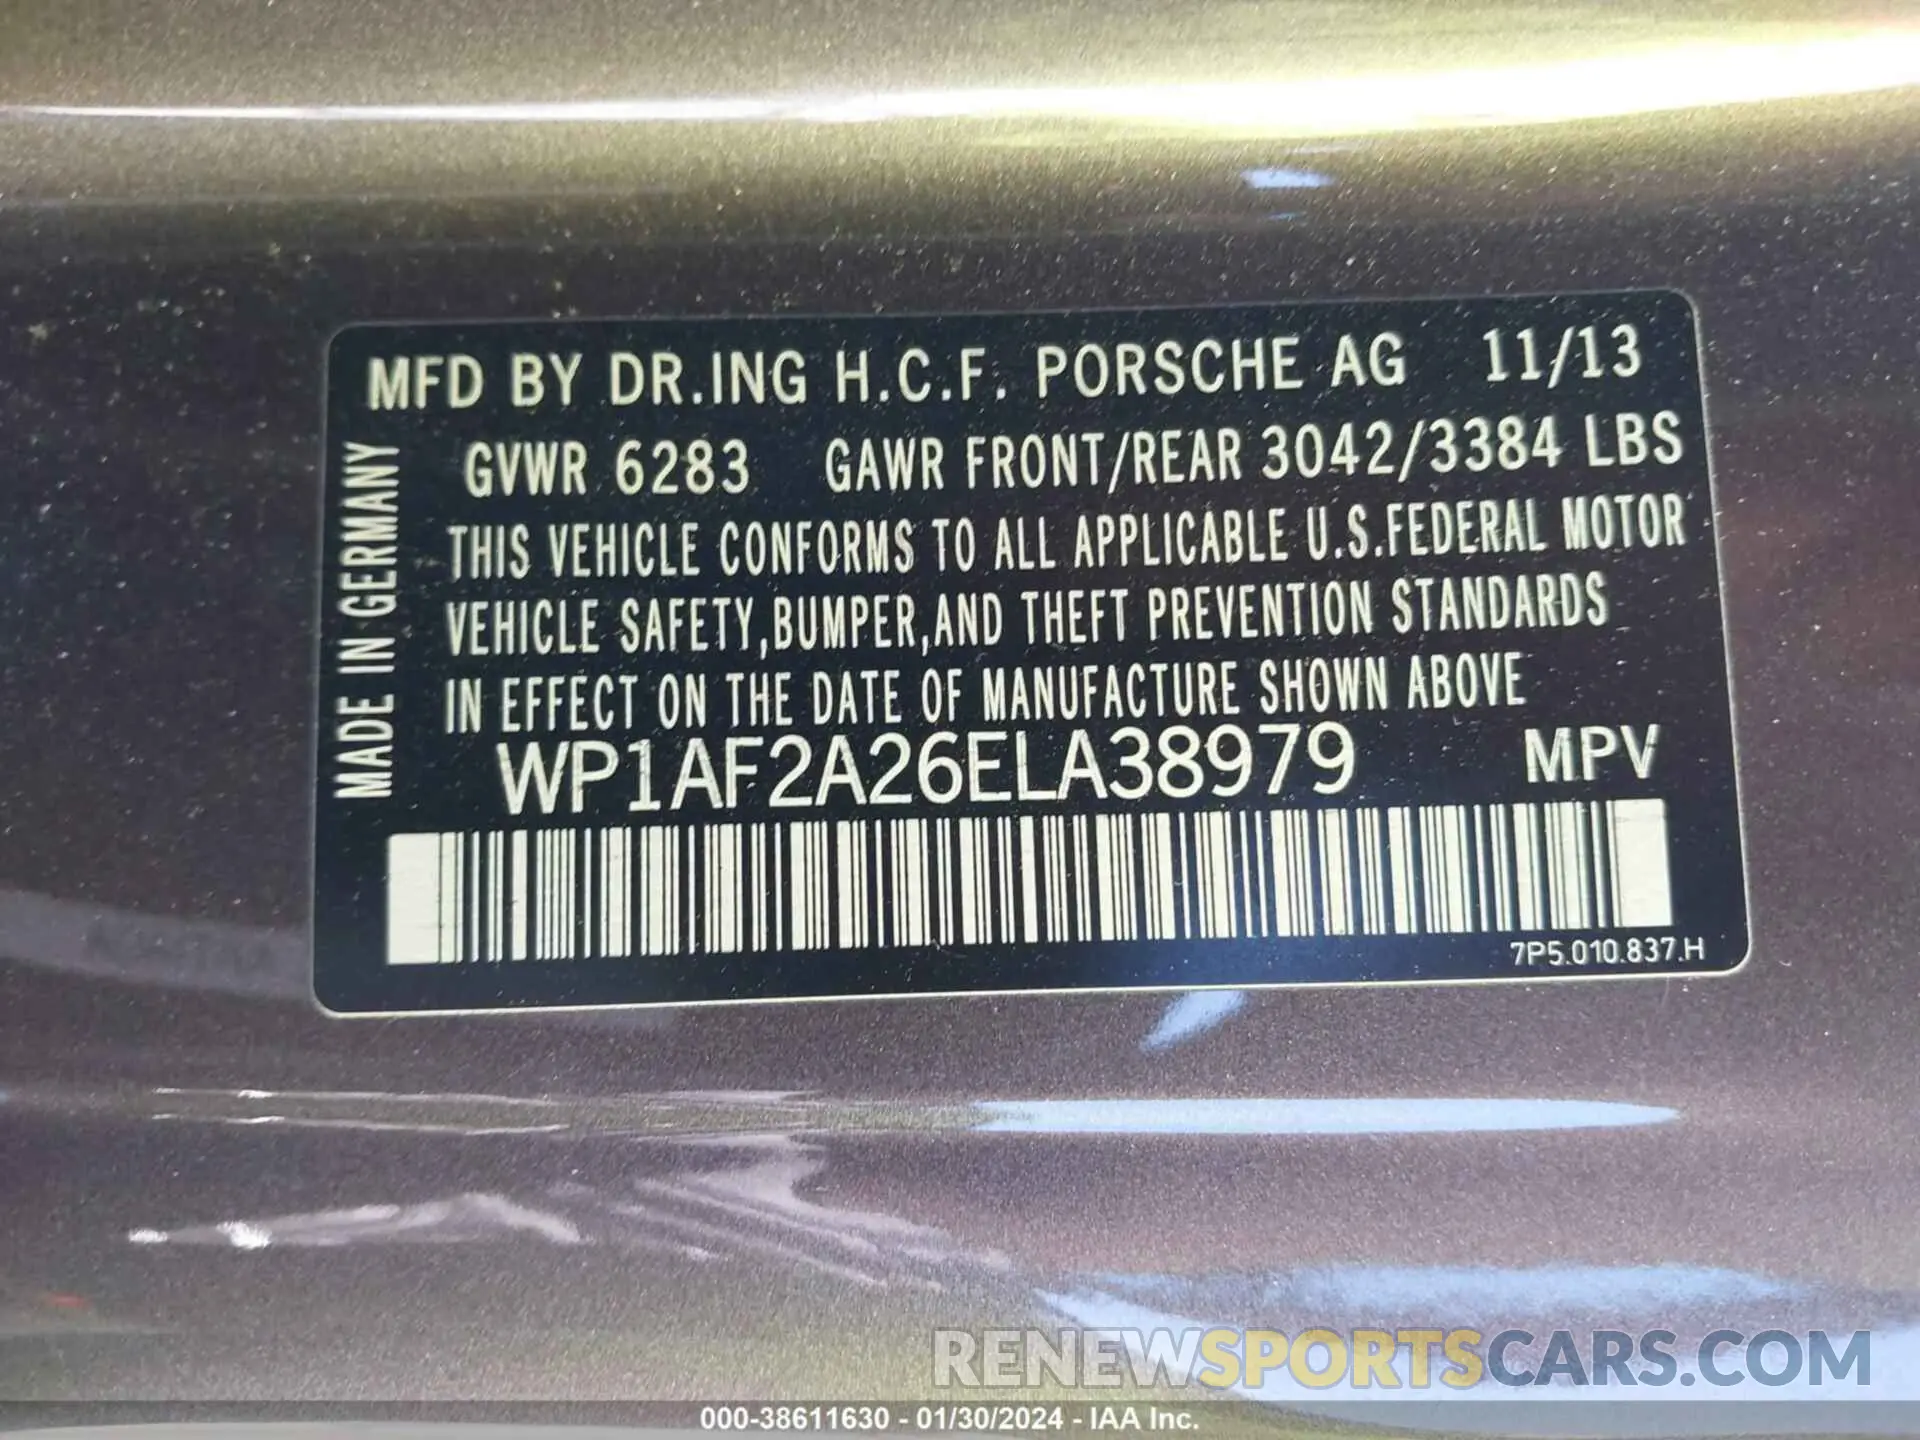 MFD BY DR.ING H.C.F. PORSCHE AG 11/13
GVWR 6283 GAWR FRONT/REAR 3042/3384 LBS
THIS VEHICLE CONFORMS TO ALL APPLICABLE U.S.FEDERAL MOTOR
VEHICLE SAFETY,BUMPER,AND THEFT PREVENTION STANDARDS
IN EFFECT ON THE DATE OF MANUFACTURE SHOWN ABOVE
WP1AF2A26ELA38979 MPV
MADE IN GERMANY
7P5.010.837.H
RENEWSPORTSCARS.COM
000-38611630 - 01/30/2024 - IAA Inc.